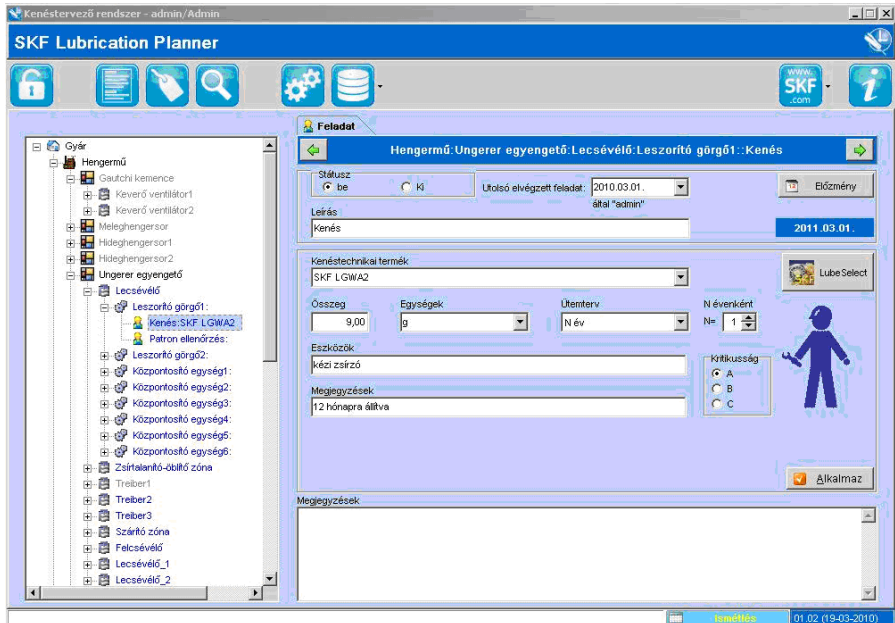 Kenéstervező rendszer - admin/Admin
SKF Lubrication Planner
www.
SKF
.com
Feladat
Hengermű:Ungerer egyengető:Lecsévélő:Leszorító görgő1::Kenés
Gyár
Hengermű
Gautchi kemence
Keverő ventilátor1
Keverő ventilátor2
Meleghengersor
Hideghengersor1
Hideghengersor2
Ungerer egyengető
Lecsévélő
Leszorító görgő1:
Kenés:SKF LGWA2
Patron ellenőrzés:
Leszorító görgő2:
Központosító egység1:
Központosító egység2:
Központosító egység3:
Központosító egység4:
Központosító egység5:
Központosító egység6:
Zsírtalanító-öblítő zóna
Treiber1
Treiber2
Treiber3
Szárító zóna
Felcsévélő
Lecsévélő_1
Lecsévélő_2
Státusz
be Ki Utolsó elvégzett feladat: 2010.03.01. Előzmény
által "admin"
Leírás
Kenés 2011.03.01.
Kenéstechnikai termék
SKF LGWA2 LubeSelect
Összeg Egységek Ütemterv N évenként
9,00 g N év N= 1
Eszközök
kézi zsírzó
Kritikusság
A
B
C
Megjegyzések
12 hónapra állítva
Alkalmaz
Megjegyzések
Ismétlés 01.02 (19-03-2010)